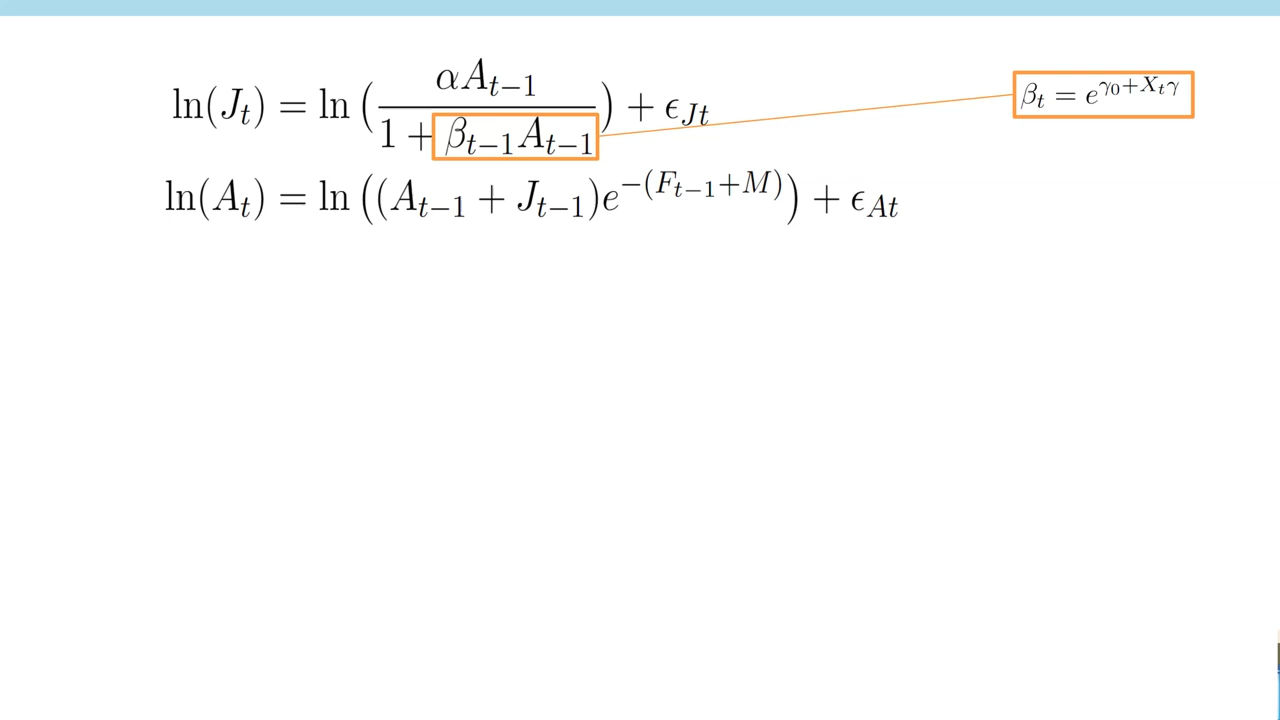 ln(J_t) = ln (αA_{t−1} / (1 + β_{t−1}A_{t−1})) + ϵ_{Jt}
β_t = e^{γ_0+X_tγ}
ln(A_t) = ln ((A_{t−1} + J_{t−1})e^{−(F_{t−1}+M)}) + ϵ_{At}